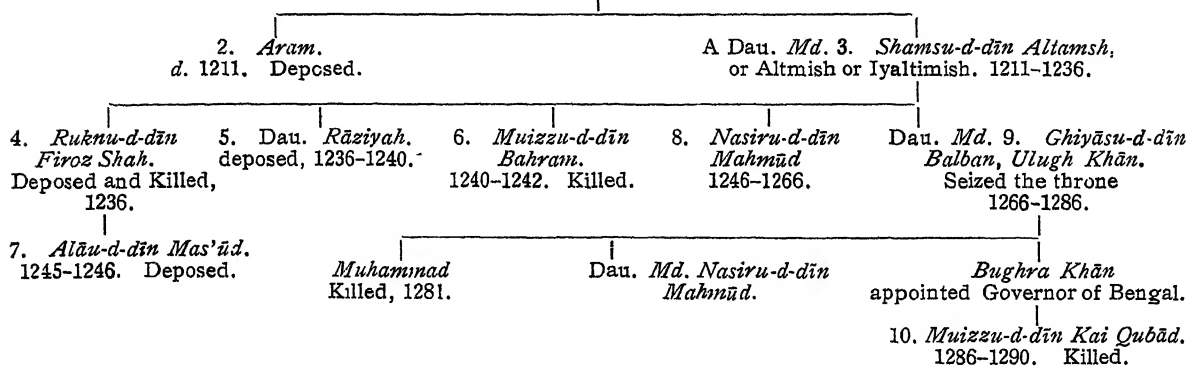 2. Aram.
d. 1211. Deposed.
A Dau. Md. 3. Shamsu-d-dīn Altamsh,
or Altmish or Iyaltimish. 1211-1236.
4. Ruknu-d-dīn
Firoz Shah.
Deposed and Killed,
1236.
5. Dau. Rāziyah.
deposed, 1236-1240.
6. Muizzu-d-dīn
Bahram.
1240-1242. Killed.
8. Nasiru-d-dīn
Mahmūd
1246-1266.
Dau. Md. 9. Ghiyāsu-d-dīn
Balban, Ulugh Khān.
Seized the throne
1266-1286.
7. Alāu-d-dīn Mas'ūd.
1245-1246. Deposed.
Muhammad
Killed, 1281.
Dau. Md. Nasiru-d-dīn
Mahmūd.
Bughra Khān
appointed Governor of Bengal.
10. Muizzu-d-dīn Kai Qubād.
1286-1290. Killed.